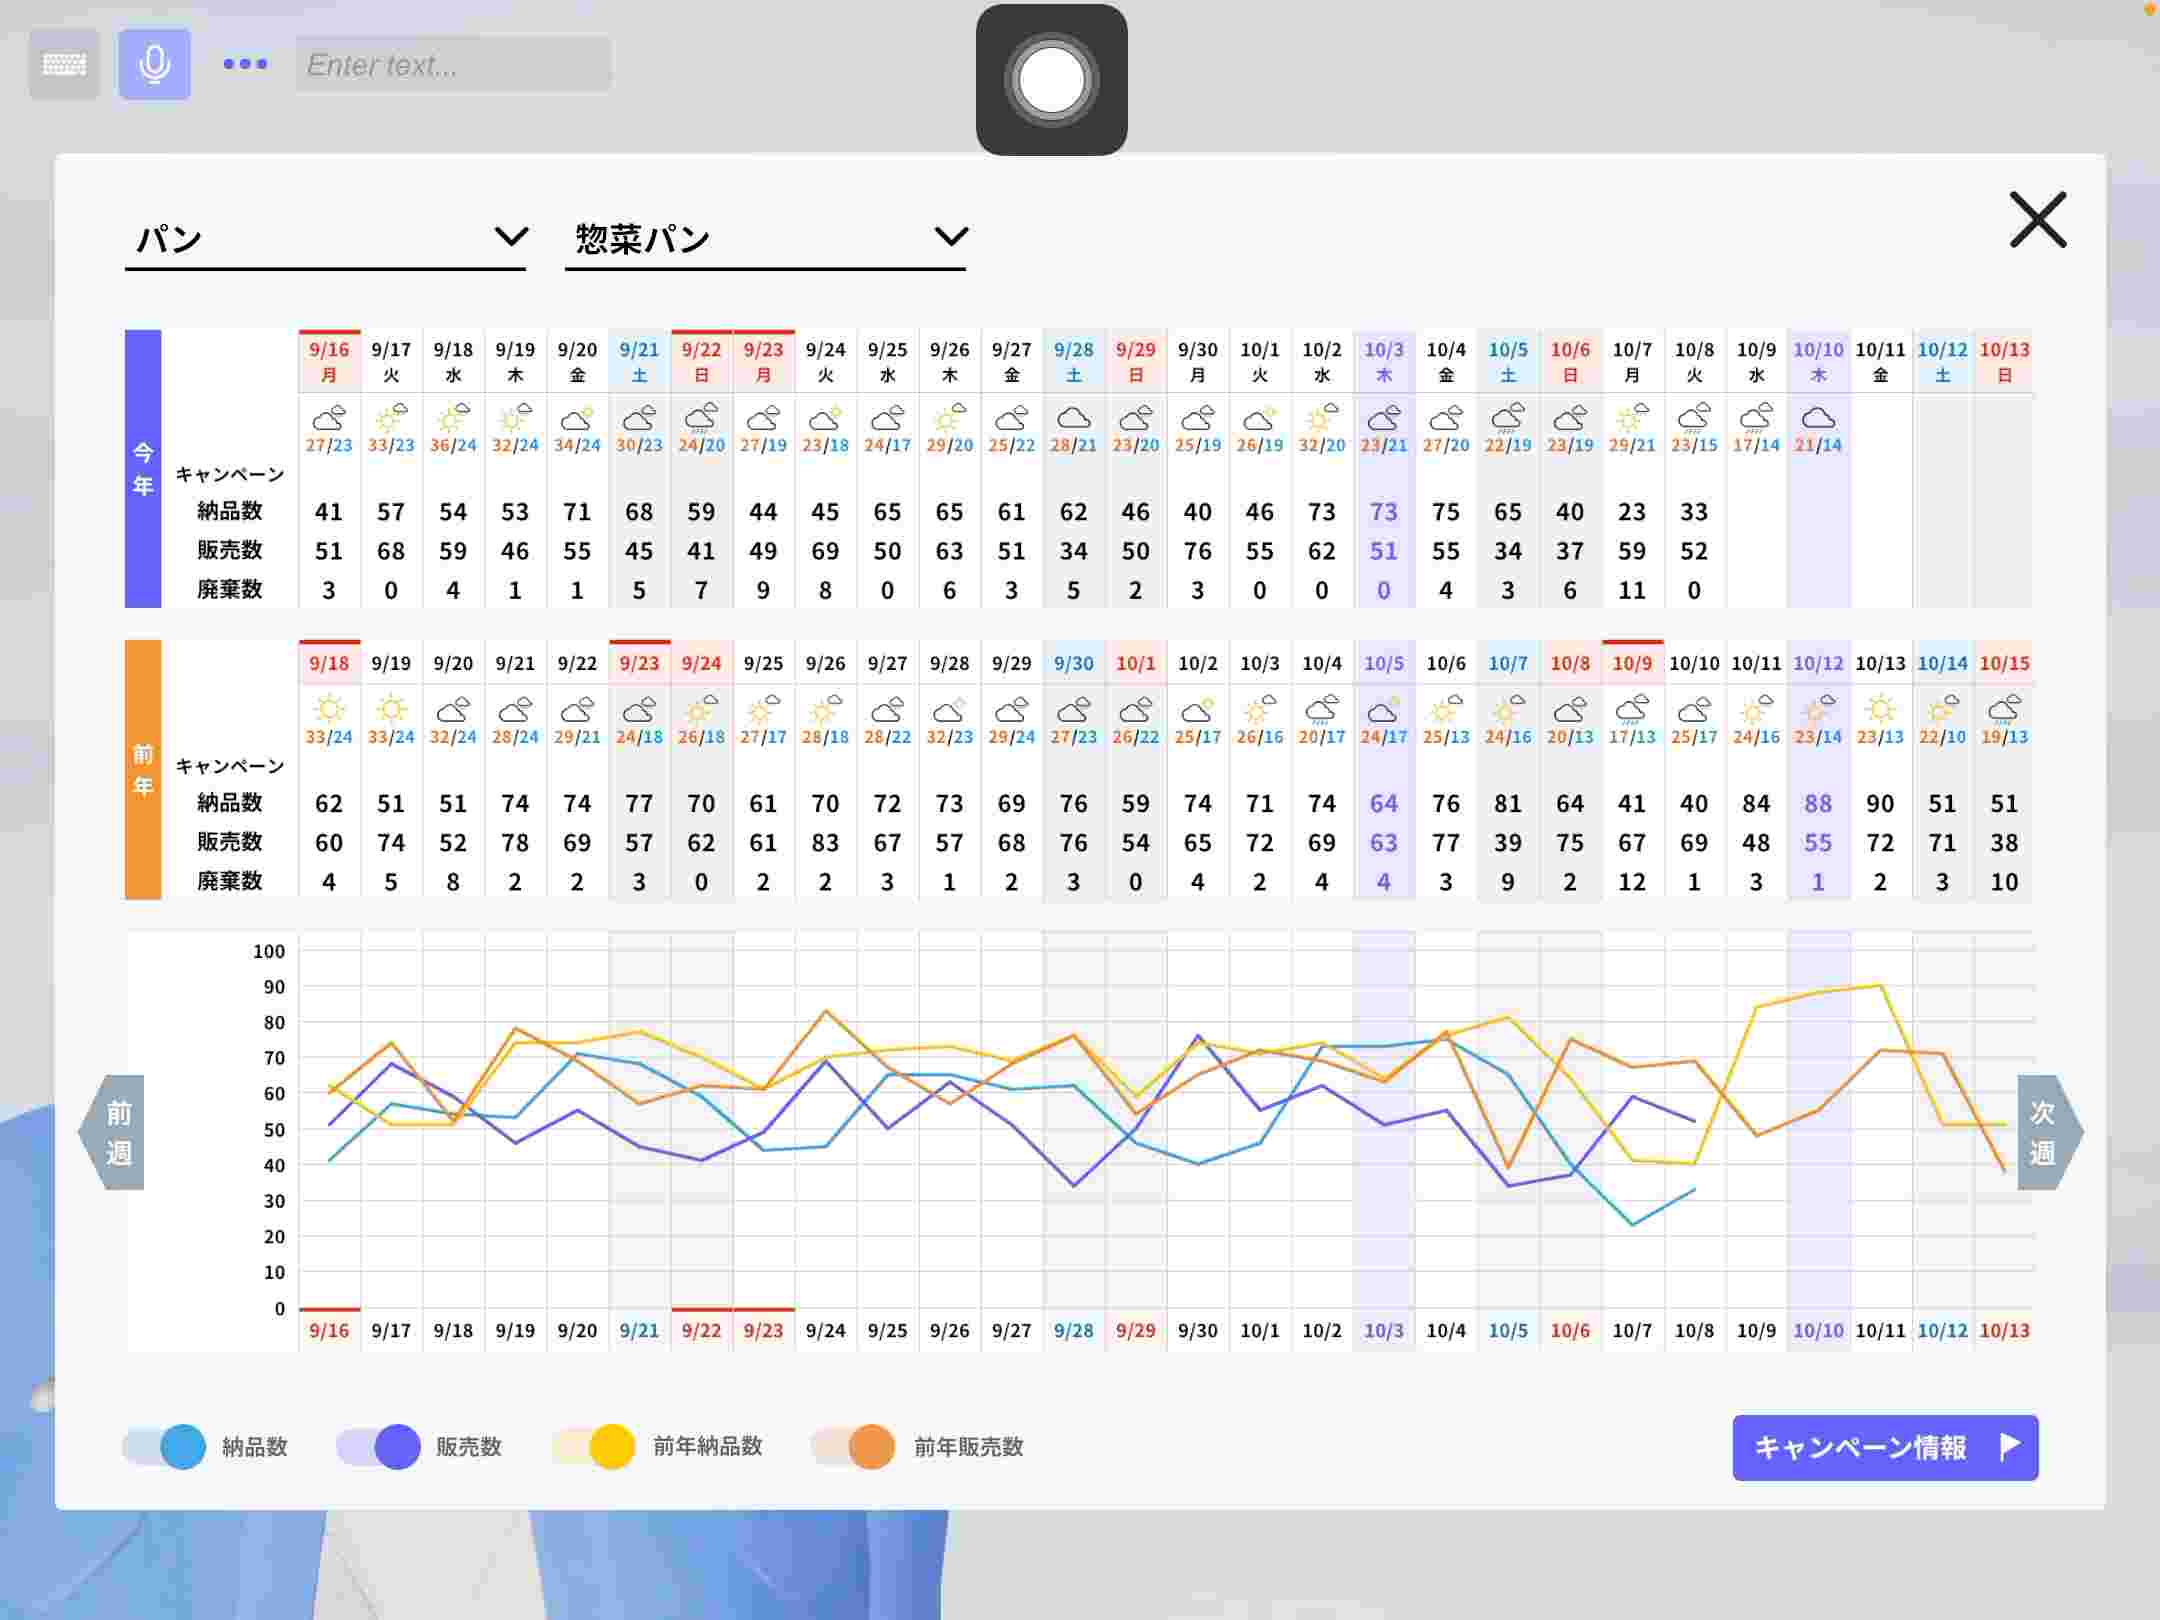 Enter text...
パン 惣菜パン
今年
9/16 9/17 9/18 9/19 9/20 9/21 9/22 9/23 9/24 9/25 9/26 9/27 9/28 9/29 9/30 10/1 10/2 10/3 10/4 10/5 10/6 10/7 10/8 10/9 10/10 10/11 10/12 10/13
月 火 水 木 金 土 日 月 火 水 木 金 土 日 月 火 水 木 金 土 日 月 火 水 木 金 土 日
27/23 33/23 36/24 32/24 34/24 30/23 24/20 27/19 23/18 24/17 29/20 25/22 28/21 23/20 25/19 26/19 32/20 23/21 27/20 22/19 23/19 29/21 23/15 17/14 21/14
キャンペーン
納品数 41 57 54 53 71 68 59 44 45 65 65 61 62 46 40 46 73 73 75 65 40 23 33
販売数 51 68 59 46 55 45 41 49 69 50 63 51 34 50 76 55 62 51 55 34 37 59 52
廃棄数 3 0 4 1 1 5 7 9 8 0 6 3 5 2 3 0 0 0 4 3 6 11 0
前年
9/18 9/19 9/20 9/21 9/22 9/23 9/24 9/25 9/26 9/27 9/28 9/29 9/30 10/1 10/2 10/3 10/4 10/5 10/6 10/7 10/8 10/9 10/10 10/11 10/12 10/13 10/14 10/15
33/24 33/24 32/24 28/24 29/21 24/18 26/18 27/17 28/18 28/22 32/23 29/24 27/23 26/22 25/17 26/16 20/17 24/17 25/13 24/16 20/13 17/13 25/17 24/16 23/14 23/13 22/10 19/13
キャンペーン
納品数 62 51 51 74 74 77 70 61 70 72 73 69 76 59 74 71 74 64 76 81 64 41 40 84 88 90 51 51
販売数 60 74 52 78 69 57 62 61 83 67 57 68 76 54 65 72 69 63 77 39 75 67 69 48 55 72 71 38
廃棄数 4 5 8 2 2 3 0 2 2 3 1 2 3 0 4 2 4 4 3 9 2 12 1 3 1 2 3 10
100
90
80
70
60
50
40
30
20
10
0
9/16 9/17 9/18 9/19 9/20 9/21 9/22 9/23 9/24 9/25 9/26 9/27 9/28 9/29 9/30 10/1 10/2 10/3 10/4 10/5 10/6 10/7 10/8 10/9 10/10 10/11 10/12 10/13
前週
次週
納品数 販売数 前年納品数 前年販売数
キャンペーン情報